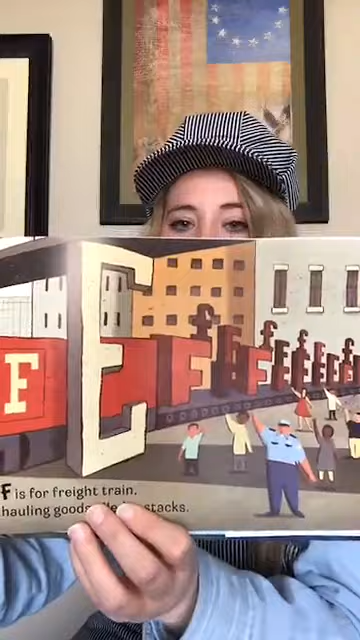 F
E
F F F F F F F F F F
F is for freight train.
hauling goods stacks.